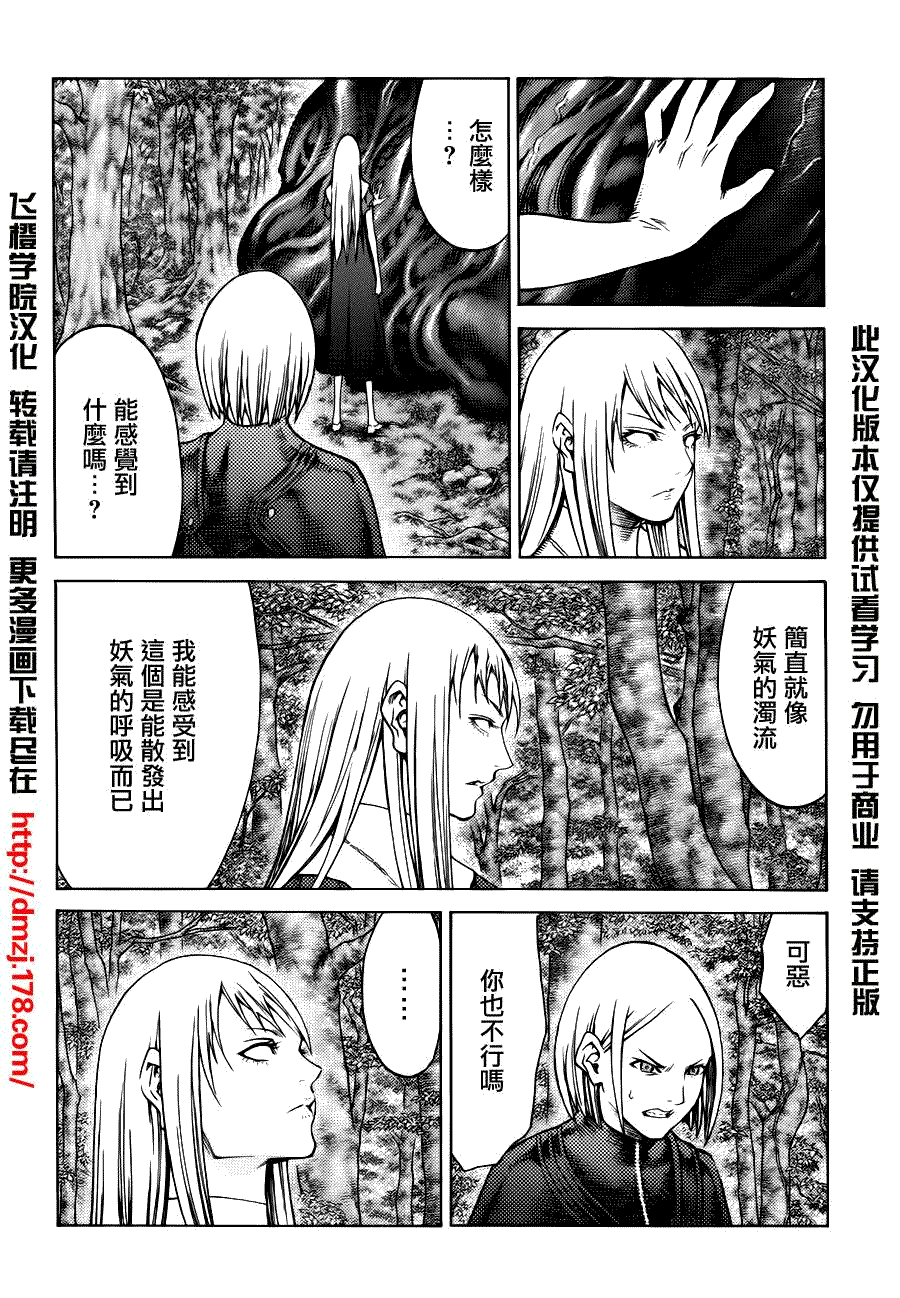 怎麼樣
…?
能感覺到
什麼嗎…?
簡直就像
妖氣的濁流
我能感受到
這個是能散發出
妖氣的呼吸而已
可惡
你也不行嗎
……
飞橙学院汉化 转载请注明 更多漫画下载尽在 http://dmzj.178.com/
此汉化版本仅提供试看学习 勿用于商业 请支持正版